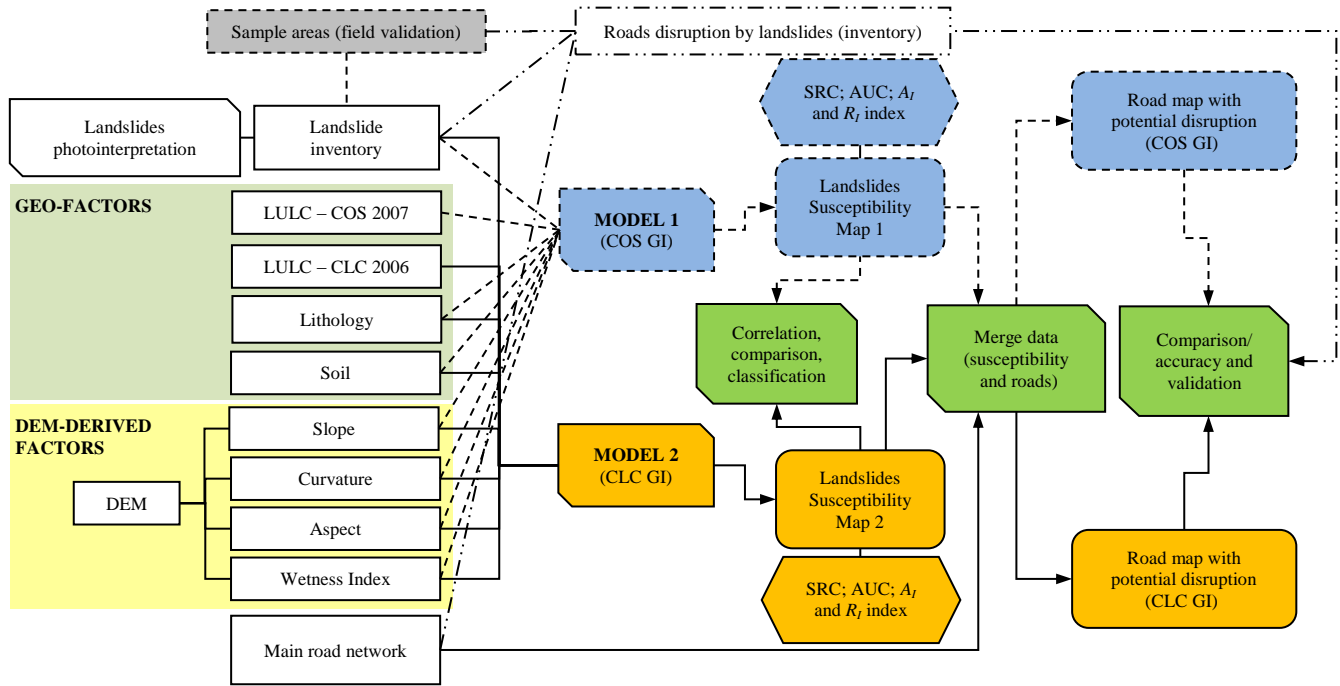 Sample areas (field validation)
Roads disruption by landslides (inventory)
Landslides
photointerpretation
Landslide
inventory
SRC; AUC; A_I
and R_I index
Road map with
potential disruption
(COS GI)
GEO-FACTORS
LULC – COS 2007
LULC – CLC 2006
Lithology
Soil
MODEL 1
(COS GI)
Landslides
Susceptibility
Map 1
Correlation,
comparison,
classification
Merge data
(susceptibility
and roads)
Comparison/
accuracy and
validation
DEM-DERIVED
FACTORS
DEM
Slope
Curvature
Aspect
Wetness Index
MODEL 2
(CLC GI)
Landslides
Susceptibility
Map 2
SRC; AUC; A_I
and R_I index
Road map with
potential disruption
(CLC GI)
Main road network